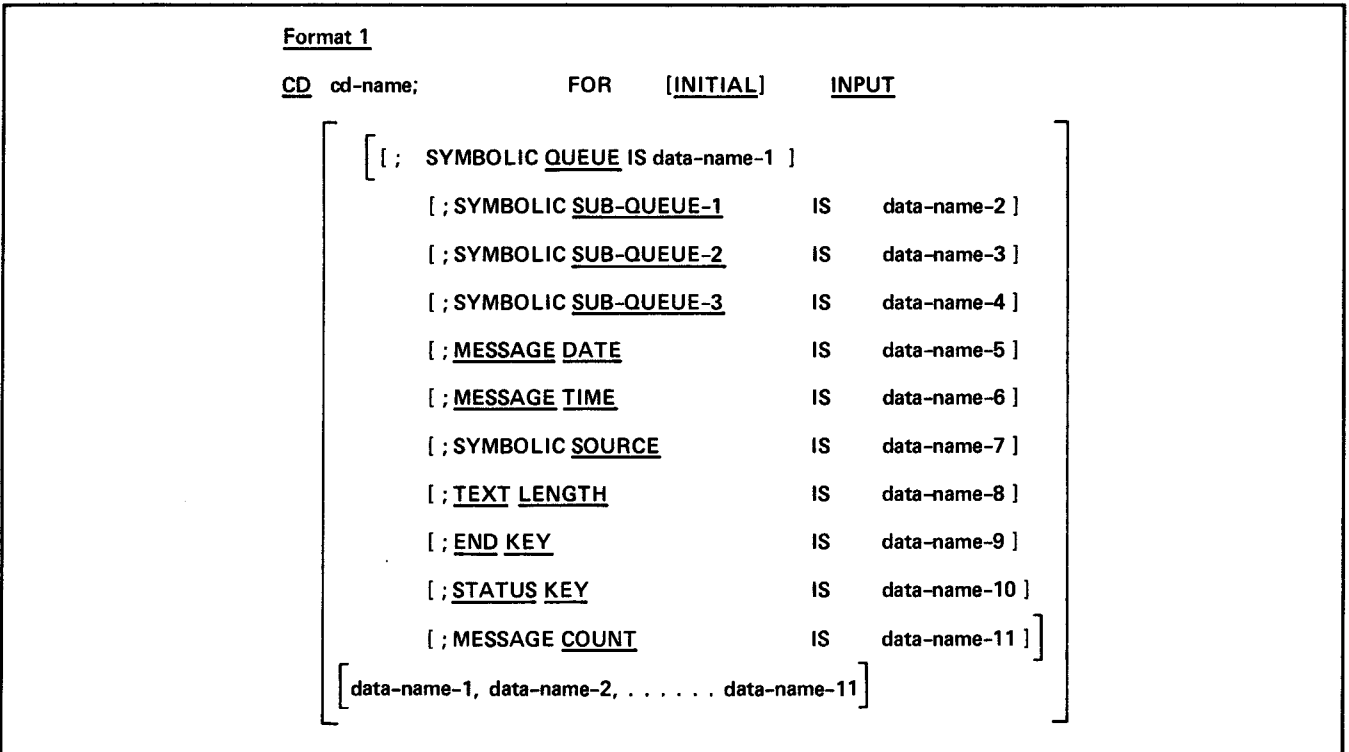 Format 1
CD cd-name; FOR [INITIAL] INPUT
[ ; SYMBOLIC QUEUE IS data-name-1 ]
[ ; SYMBOLIC SUB-QUEUE-1 IS data-name-2 ]
[ ; SYMBOLIC SUB-QUEUE-2 IS data-name-3 ]
[ ; SYMBOLIC SUB-QUEUE-3 IS data-name-4 ]
[ ; MESSAGE DATE IS data-name-5 ]
[ ; MESSAGE TIME IS data-name-6 ]
[ ; SYMBOLIC SOURCE IS data-name-7 ]
[ ; TEXT LENGTH IS data-name-8 ]
[ ; END KEY IS data-name-9 ]
[ ; STATUS KEY IS data-name-10 ]
[ ; MESSAGE COUNT IS data-name-11 ]
[data-name-1, data-name-2, . . . . . . data-name-11]